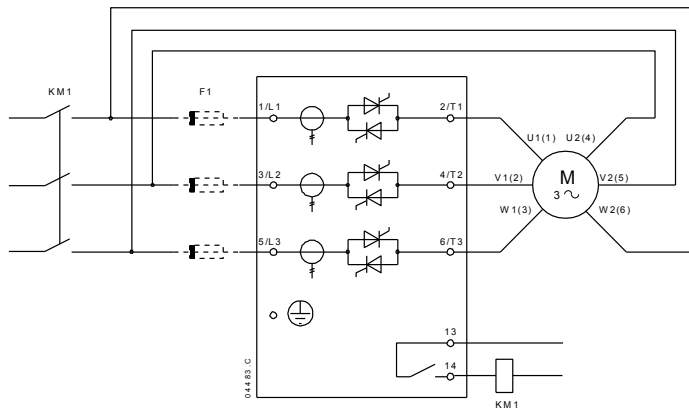 KM1
F1
1/L1
2/T1
U1(1)
U2(4)
3/L2
4/T2
V1(2)
M
3
V2(5)
W1(3)
W2(6)
5/L3
6/T3
13
14
KM1
04483.C